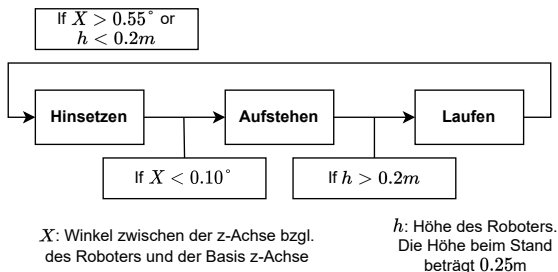 If X > 0.55° or
h < 0.2m
Hinsetzen
Aufstehen
Laufen
If X < 0.10°
If h > 0.2m
X: Winkel zwischen der z-Achse bzgl.
des Roboters und der Basis z-Achse
h: Höhe des Roboters.
Die Höhe beim Stand
beträgt 0.25m